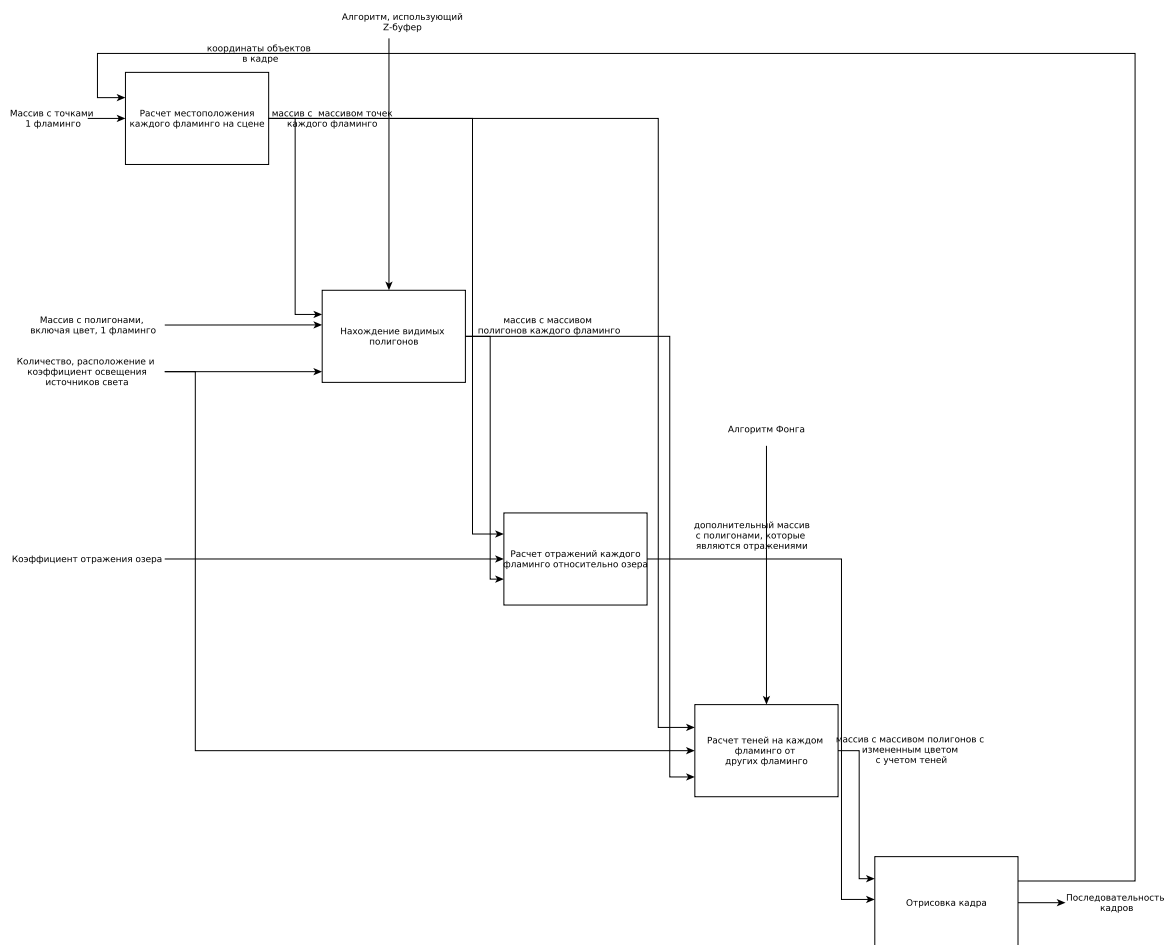 Алгоритм, использующий
Z-буфер
координаты объектов
в кадре
Массив с точками
1 фламинго
Расчет местоположения
каждого фламинго на сцене
массив с  массивом точек
каждого фламинго
Массив с полигонами,
включая цвет, 1 фламинго
Нахождение видимых
полигонов
массив с массивом
полигонов каждого фламинго
Количество, расположение и
коэффициент освещения
источников света
Алгоритм Фонга
дополнительный массив
с полигонами, которые
являются отражениями
Коэффициент отражения озера
Расчет отражений каждого
фламинго относительно озера
Расчет теней на каждом
фламинго от
других фламинго
массив с массивом полигонов с
измененным цветом
с учетом теней
Отрисовка кадра
Последовательность
кадров